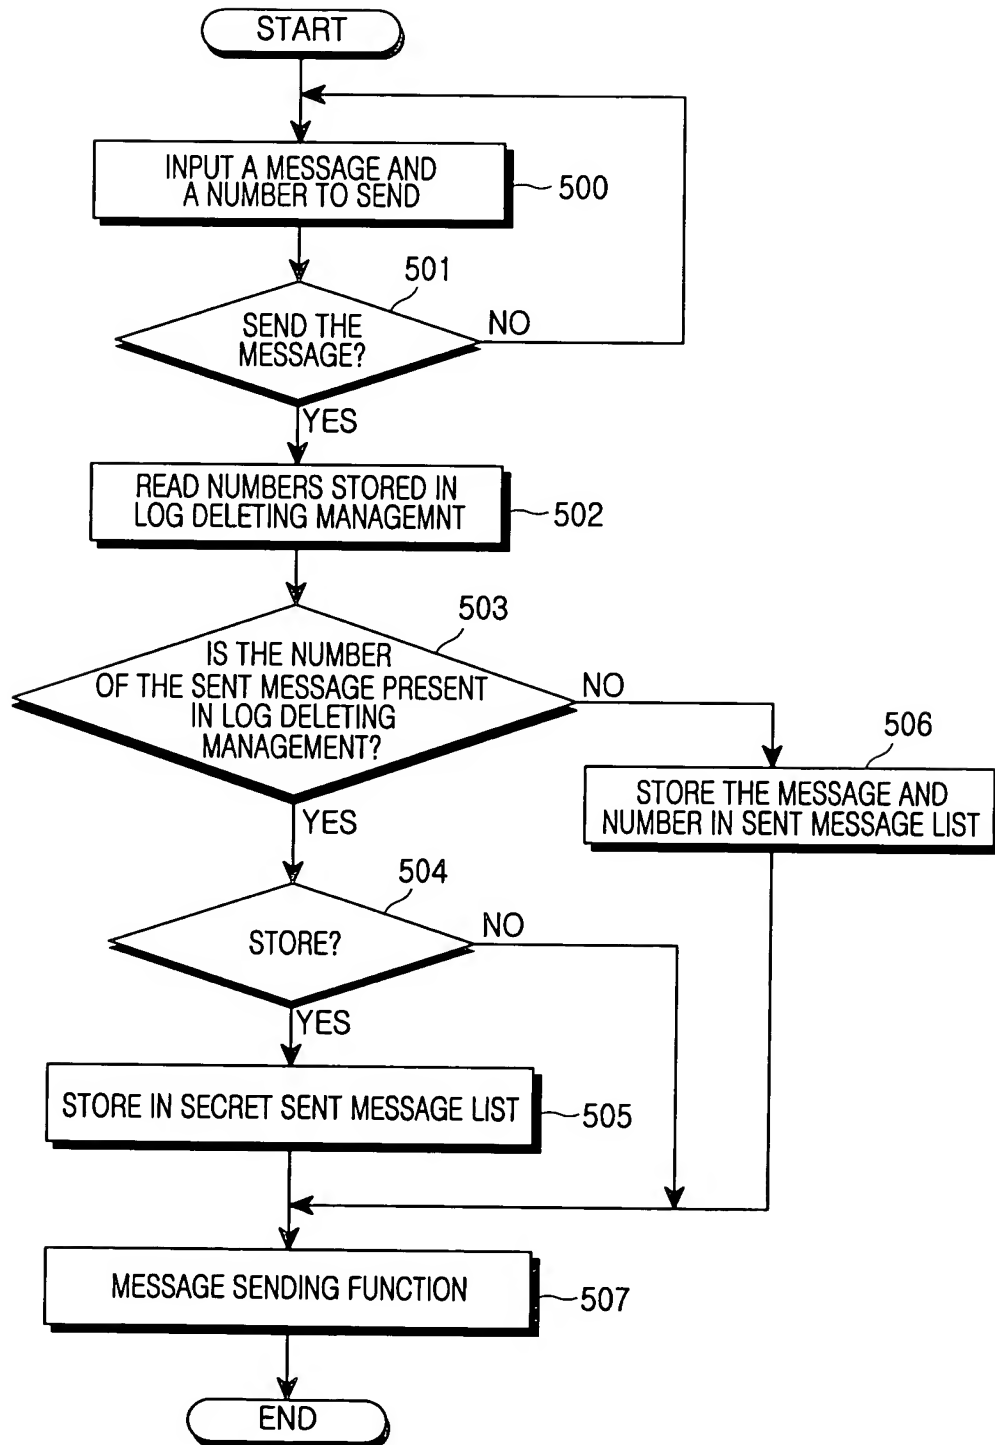 START
INPUT A MESSAGE AND
A NUMBER TO SEND
500
501
SEND THE
MESSAGE?
NO
YES
READ NUMBERS STORED IN
LOG DELETING MANAGEMNT
502
503
IS THE NUMBER
OF THE SENT MESSAGE PRESENT
IN LOG DELETING
MANAGEMENT?
NO
YES
506
STORE THE MESSAGE AND
NUMBER IN SENT MESSAGE LIST
504
STORE?
NO
YES
STORE IN SECRET SENT MESSAGE LIST
505
MESSAGE SENDING FUNCTION
507
END